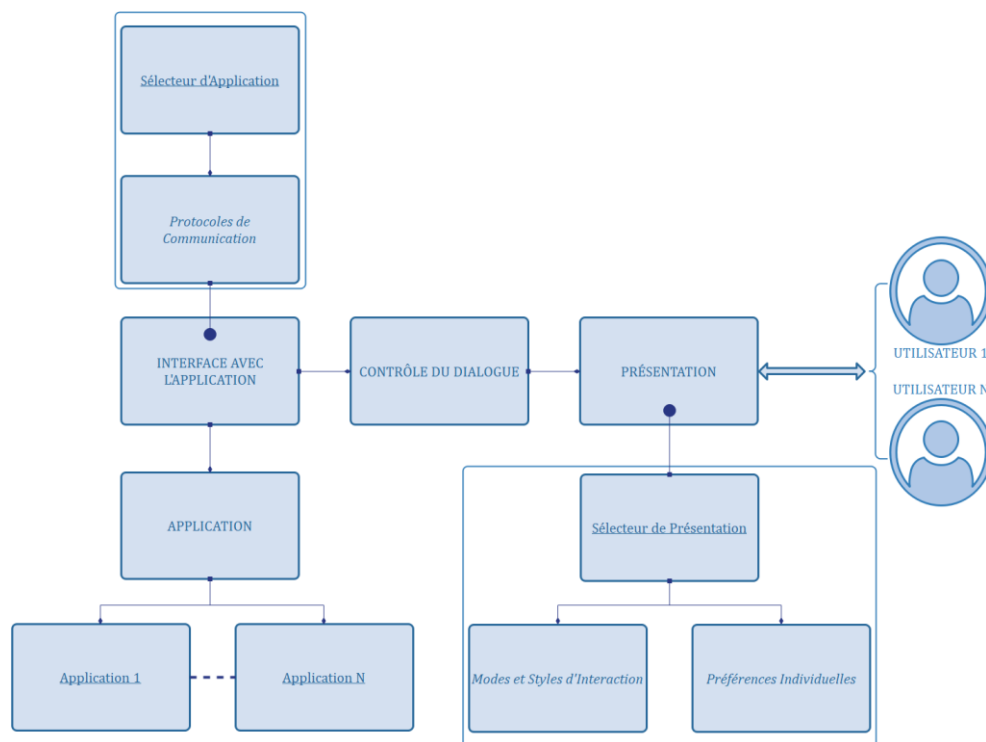 Sélecteur d'Application
Protocoles de
Communication
INTERFACE AVEC
L'APPLICATION
CONTRÔLE DU DIALOGUE
PRÉSENTATION
UTILISATEUR 1
UTILISATEUR N
APPLICATION
Sélecteur de Présentation
Application 1
Application N
Modes et Styles d'Interaction
Préférences Individuelles